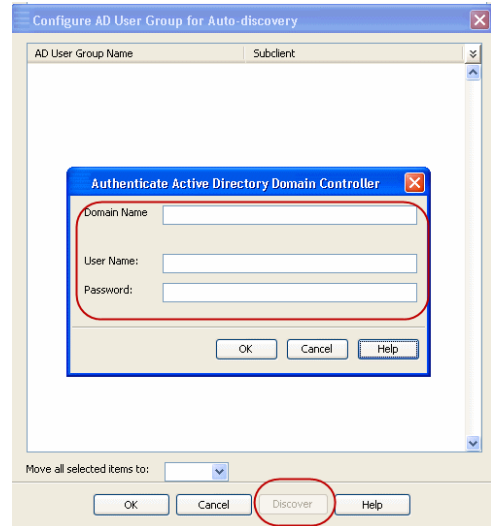 Configure AD User Group for Auto-discovery
AD User Group Name Subclient
Authenticate Active Directory Domain Controller
Domain Name
User Name:
Password:
OK Cancel Help
Move all selected items to:
OK Cancel Discover Help